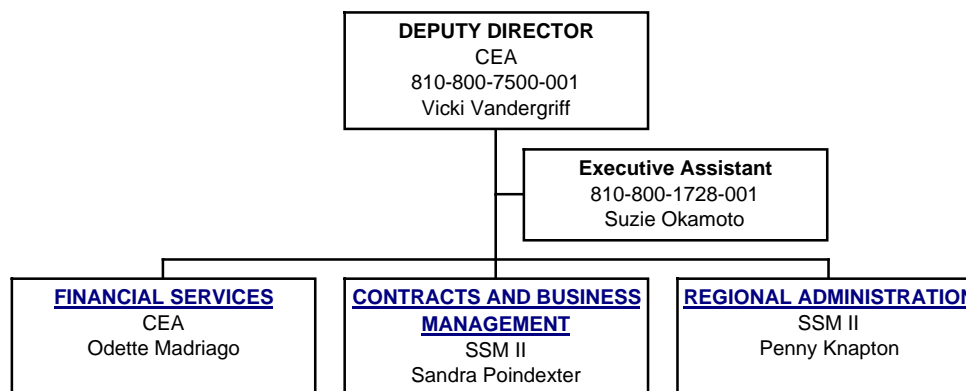 DEPUTY DIRECTOR
CEA
810-800-7500-001
Vicki Vandergriff
Executive Assistant
810-800-1728-001
Suzie Okamoto
FINANCIAL SERVICES
CEA
Odette Madriago
CONTRACTS AND BUSINESS
MANAGEMENT
SSM II
Sandra Poindexter
REGIONAL ADMINISTRATION
SSM II
Penny Knapton